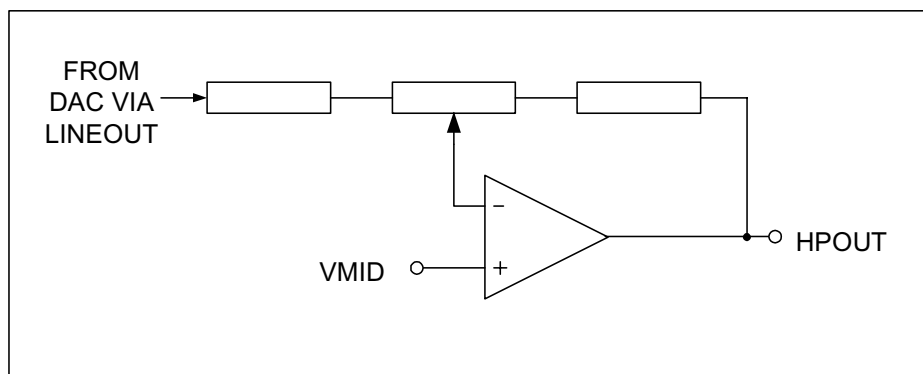 FROM
DAC VIA
LINEOUT
−
+
VMID
HPOUT